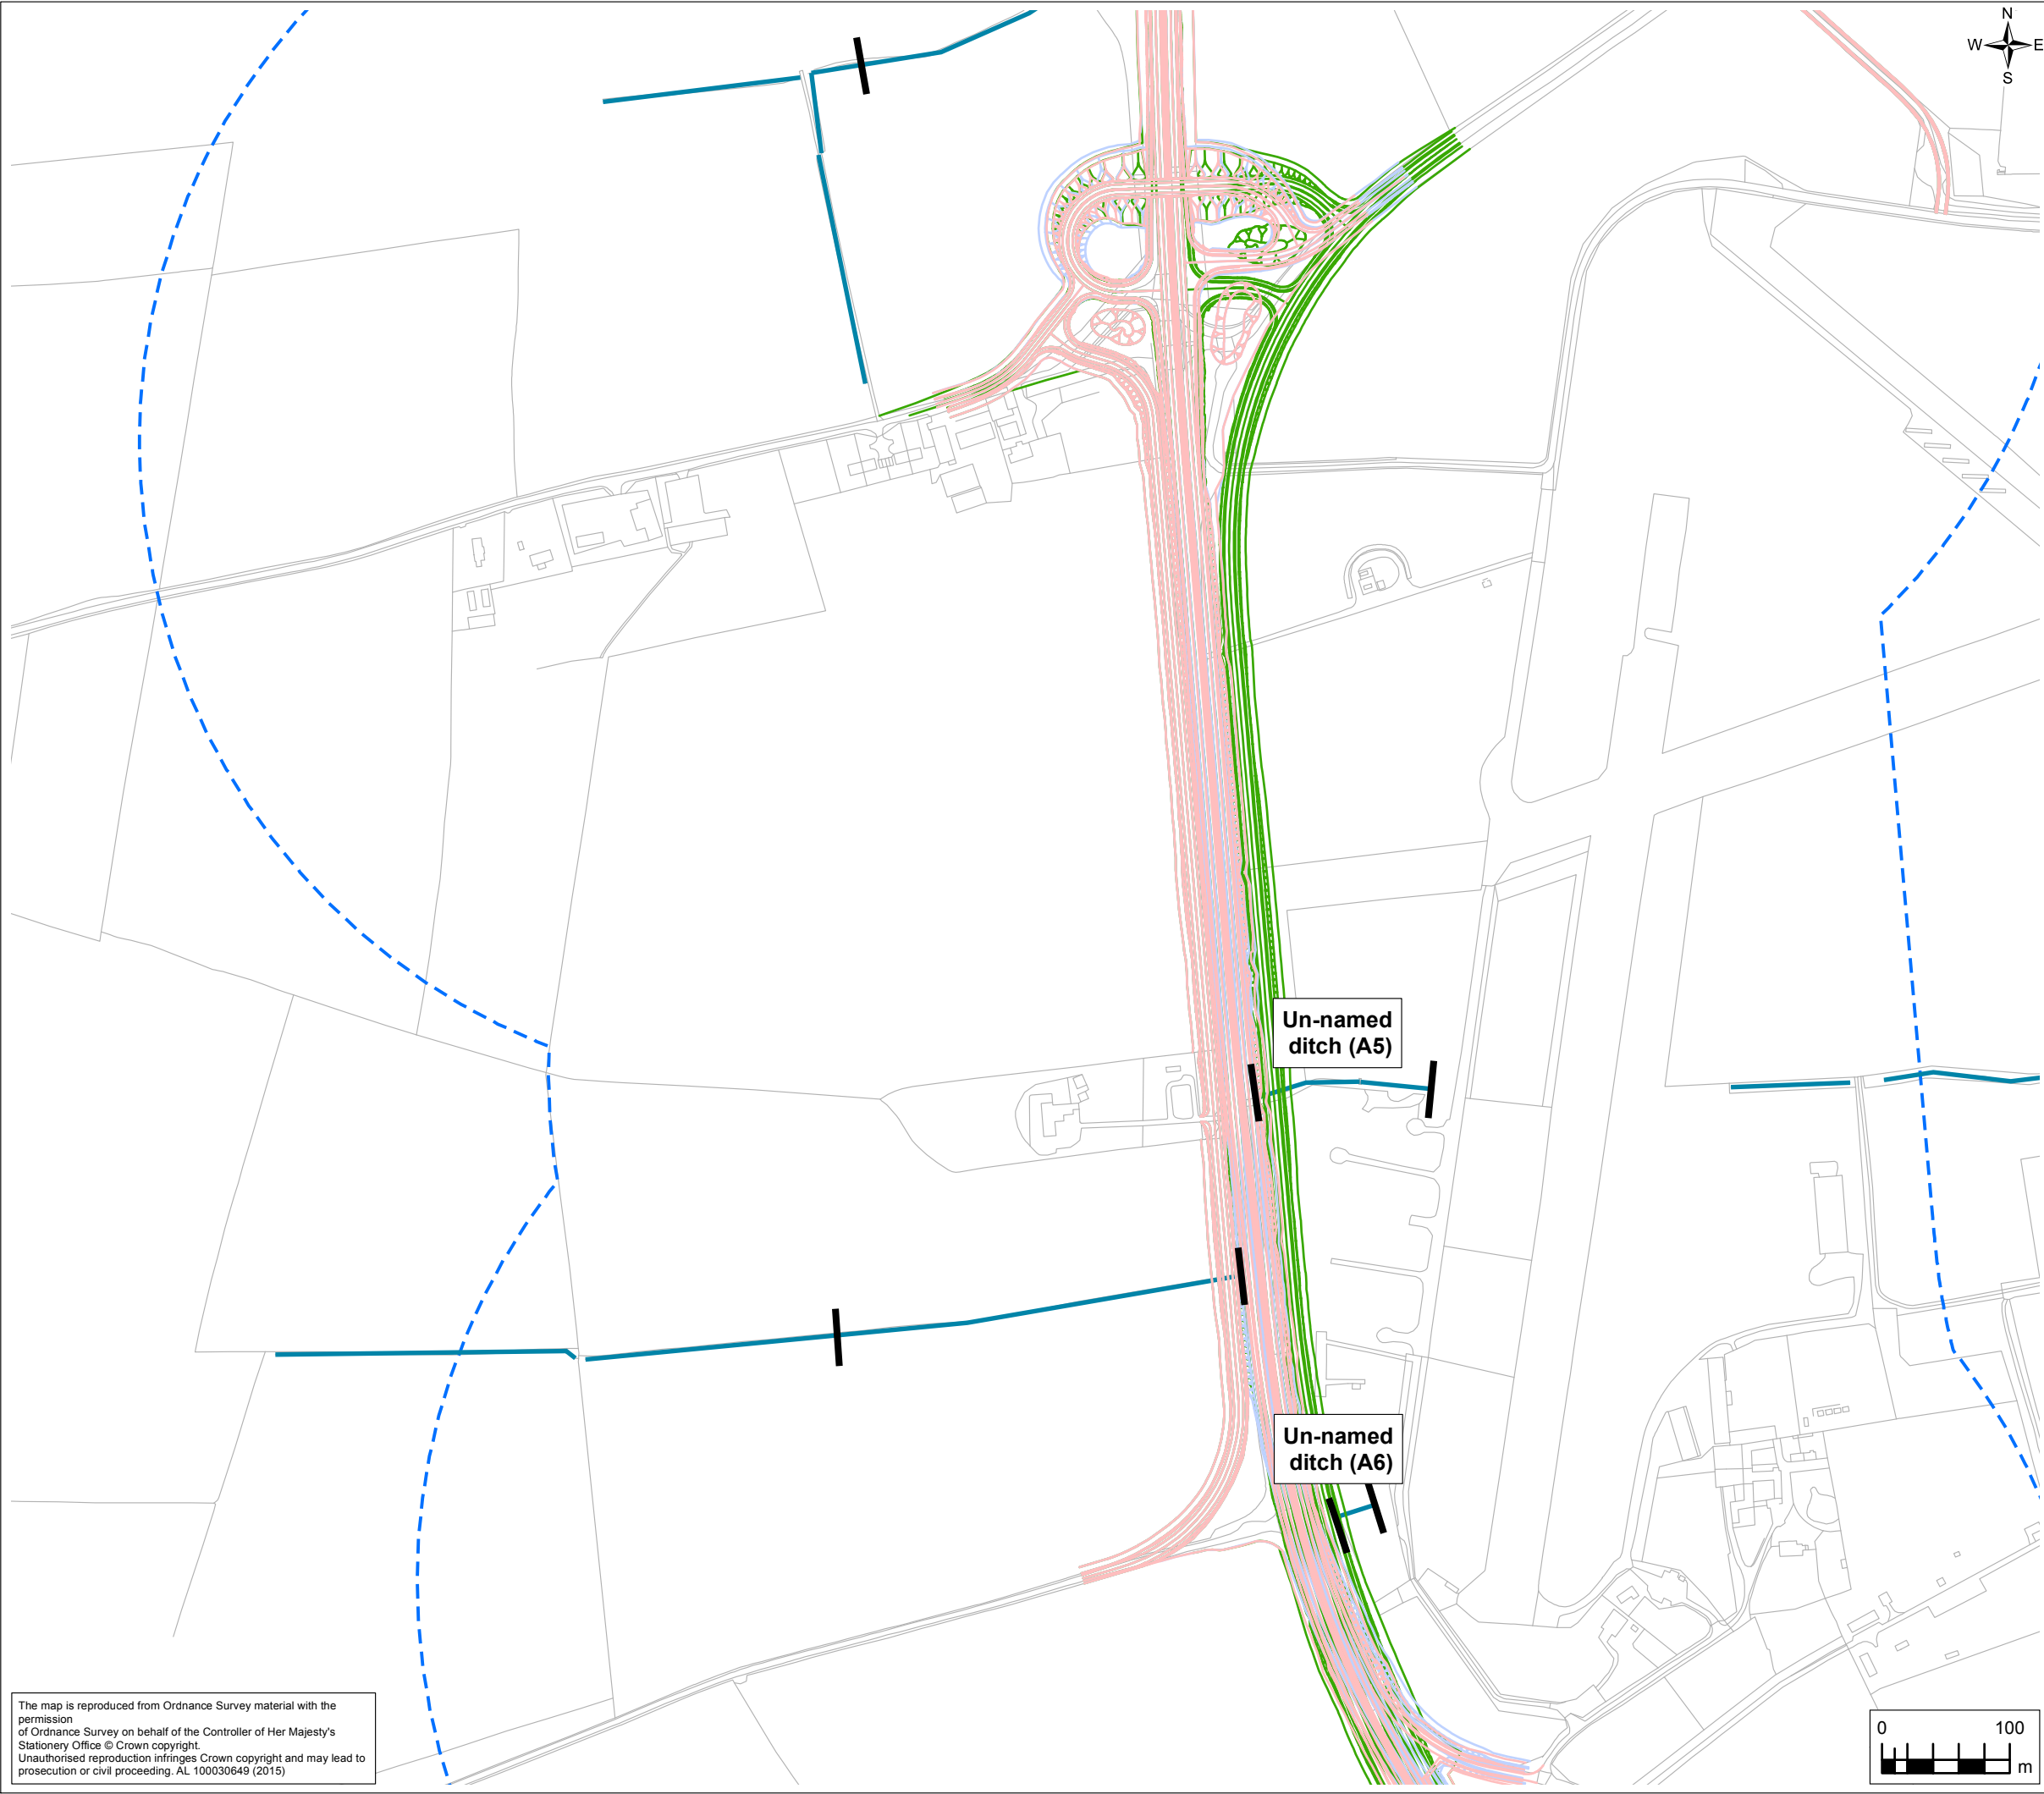 N
W E
S
Un-named
ditch (A5)
Un-named
ditch (A6)
The map is reproduced from Ordnance Survey material with the
permission
of Ordnance Survey on behalf of the Controller of Her Majesty's
Stationery Office © Crown copyright.
Unauthorised reproduction infringes Crown copyright and may lead to
prosecution or civil proceeding. AL 100030649 (2015)
0 100
m